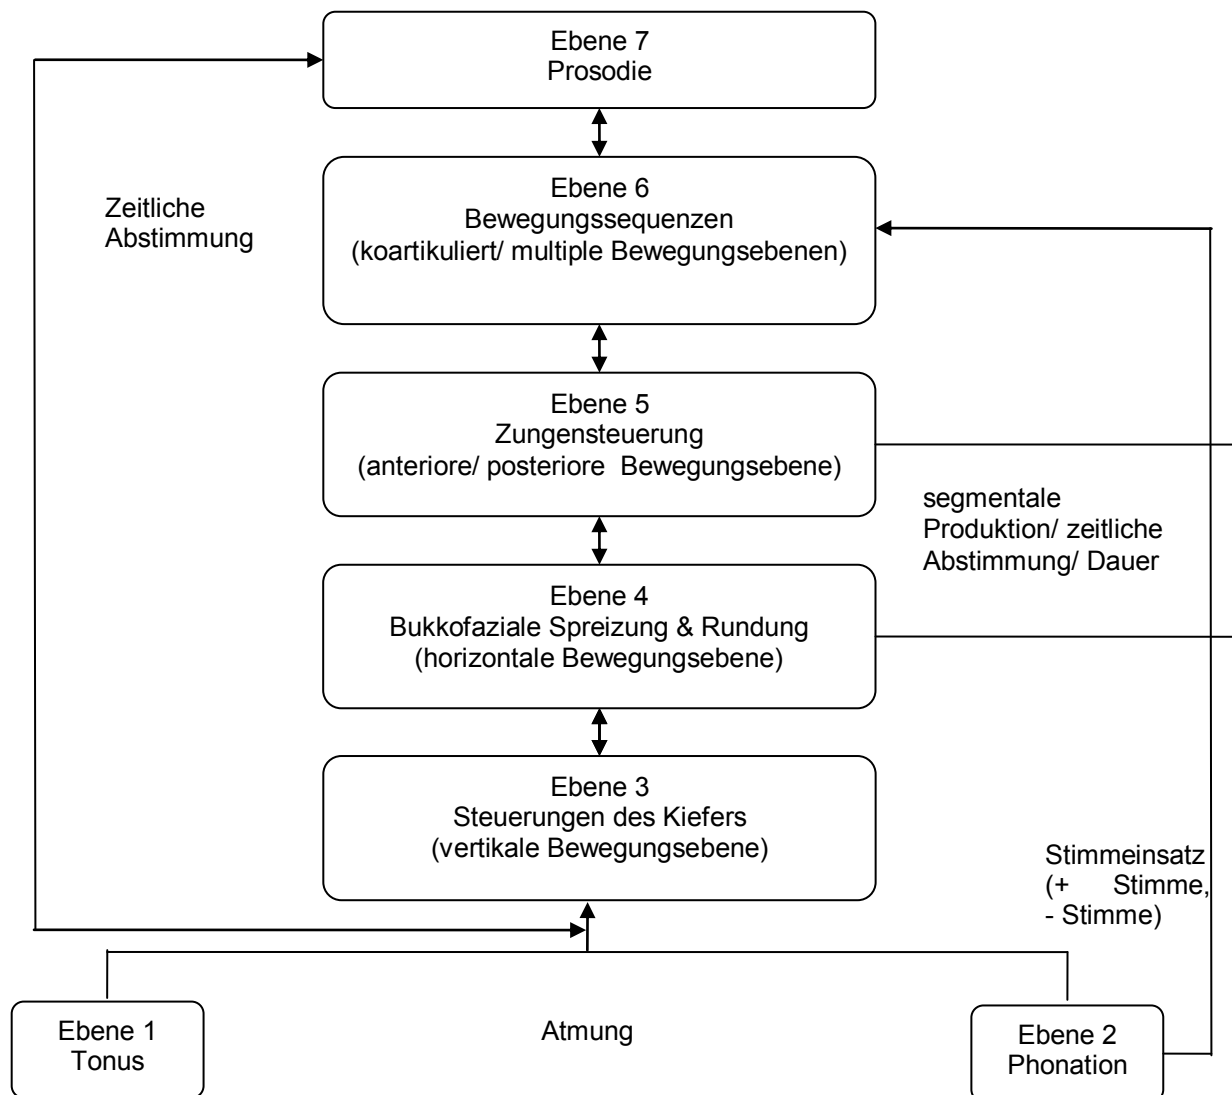 Ebene 7
Prosodie
Zeitliche
Abstimmung
Ebene 6
Bewegungssequenzen
(koartikuliert/ multiple Bewegungsebenen)
Ebene 5
Zungensteuerung
(anteriore/ posteriore Bewegungsebene)
segmentale
Produktion/ zeitliche
Abstimmung/ Dauer
Ebene 4
Bukkofaziale Spreizung & Rundung
(horizontale Bewegungsebene)
Ebene 3
Steuerungen des Kiefers
(vertikale Bewegungsebene)
Stimmeinsatz
(+ Stimme,
- Stimme)
Ebene 1
Tonus
Atmung
Ebene 2
Phonation